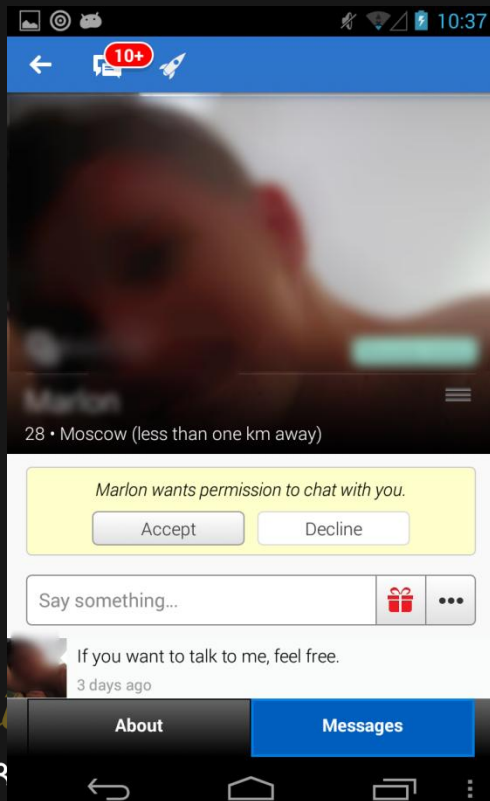 10:37
10+
Marlon
28 • Moscow (less than one km away)
Marlon wants permission to chat with you.
Accept
Decline
Say something...
If you want to talk to me, feel free.
3 days ago
About
Messages